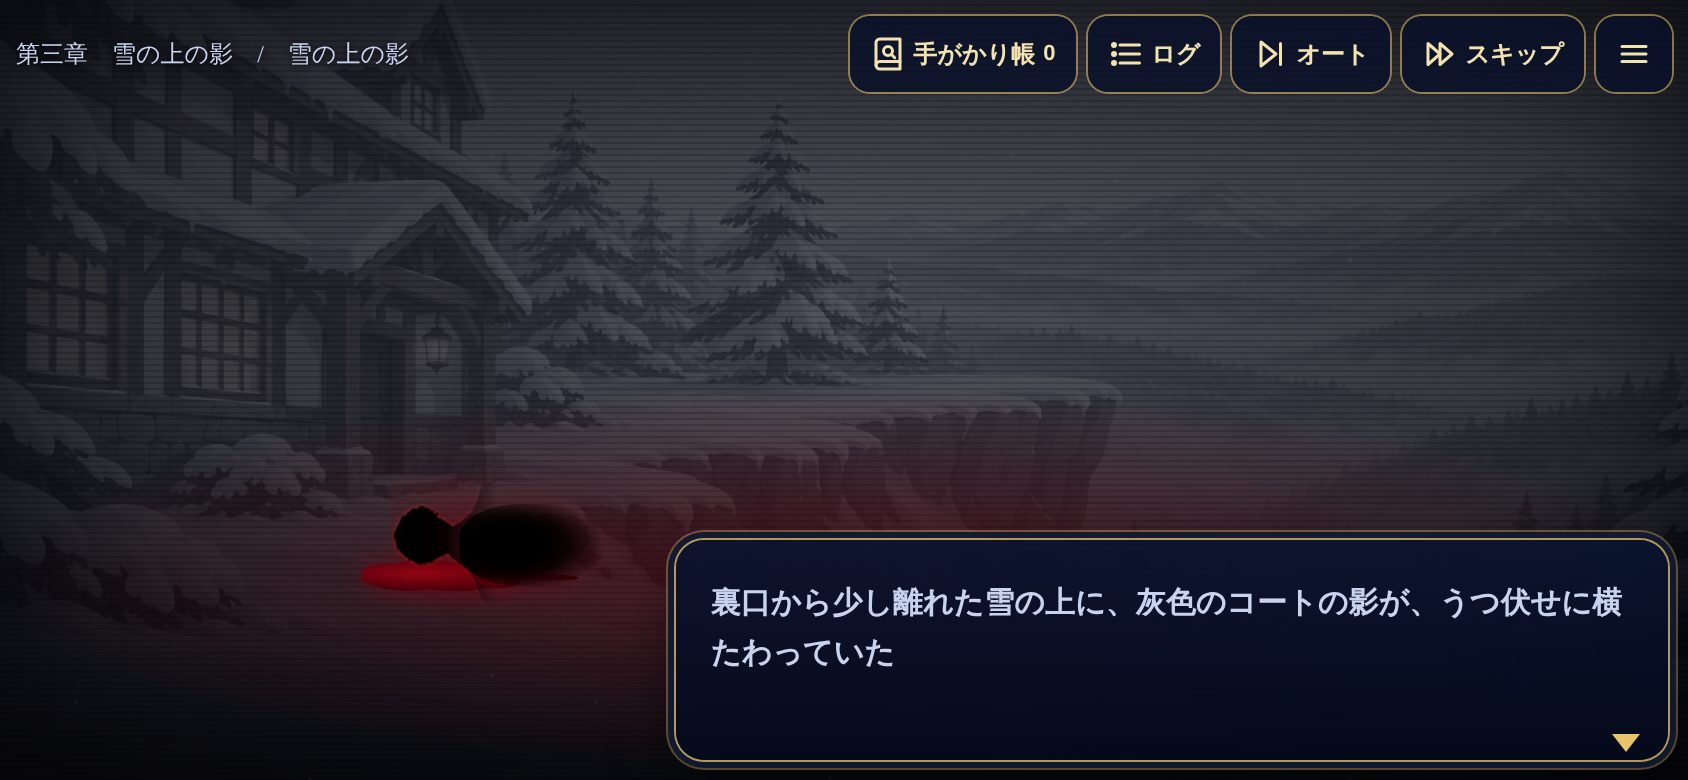 第三章　雪の上の影　/　雪の上の影
手がかり帳 0
ログ
オート
スキップ
裏口から少し離れた雪の上に、灰色のコートの影が、うつ伏せに横
たわっていた